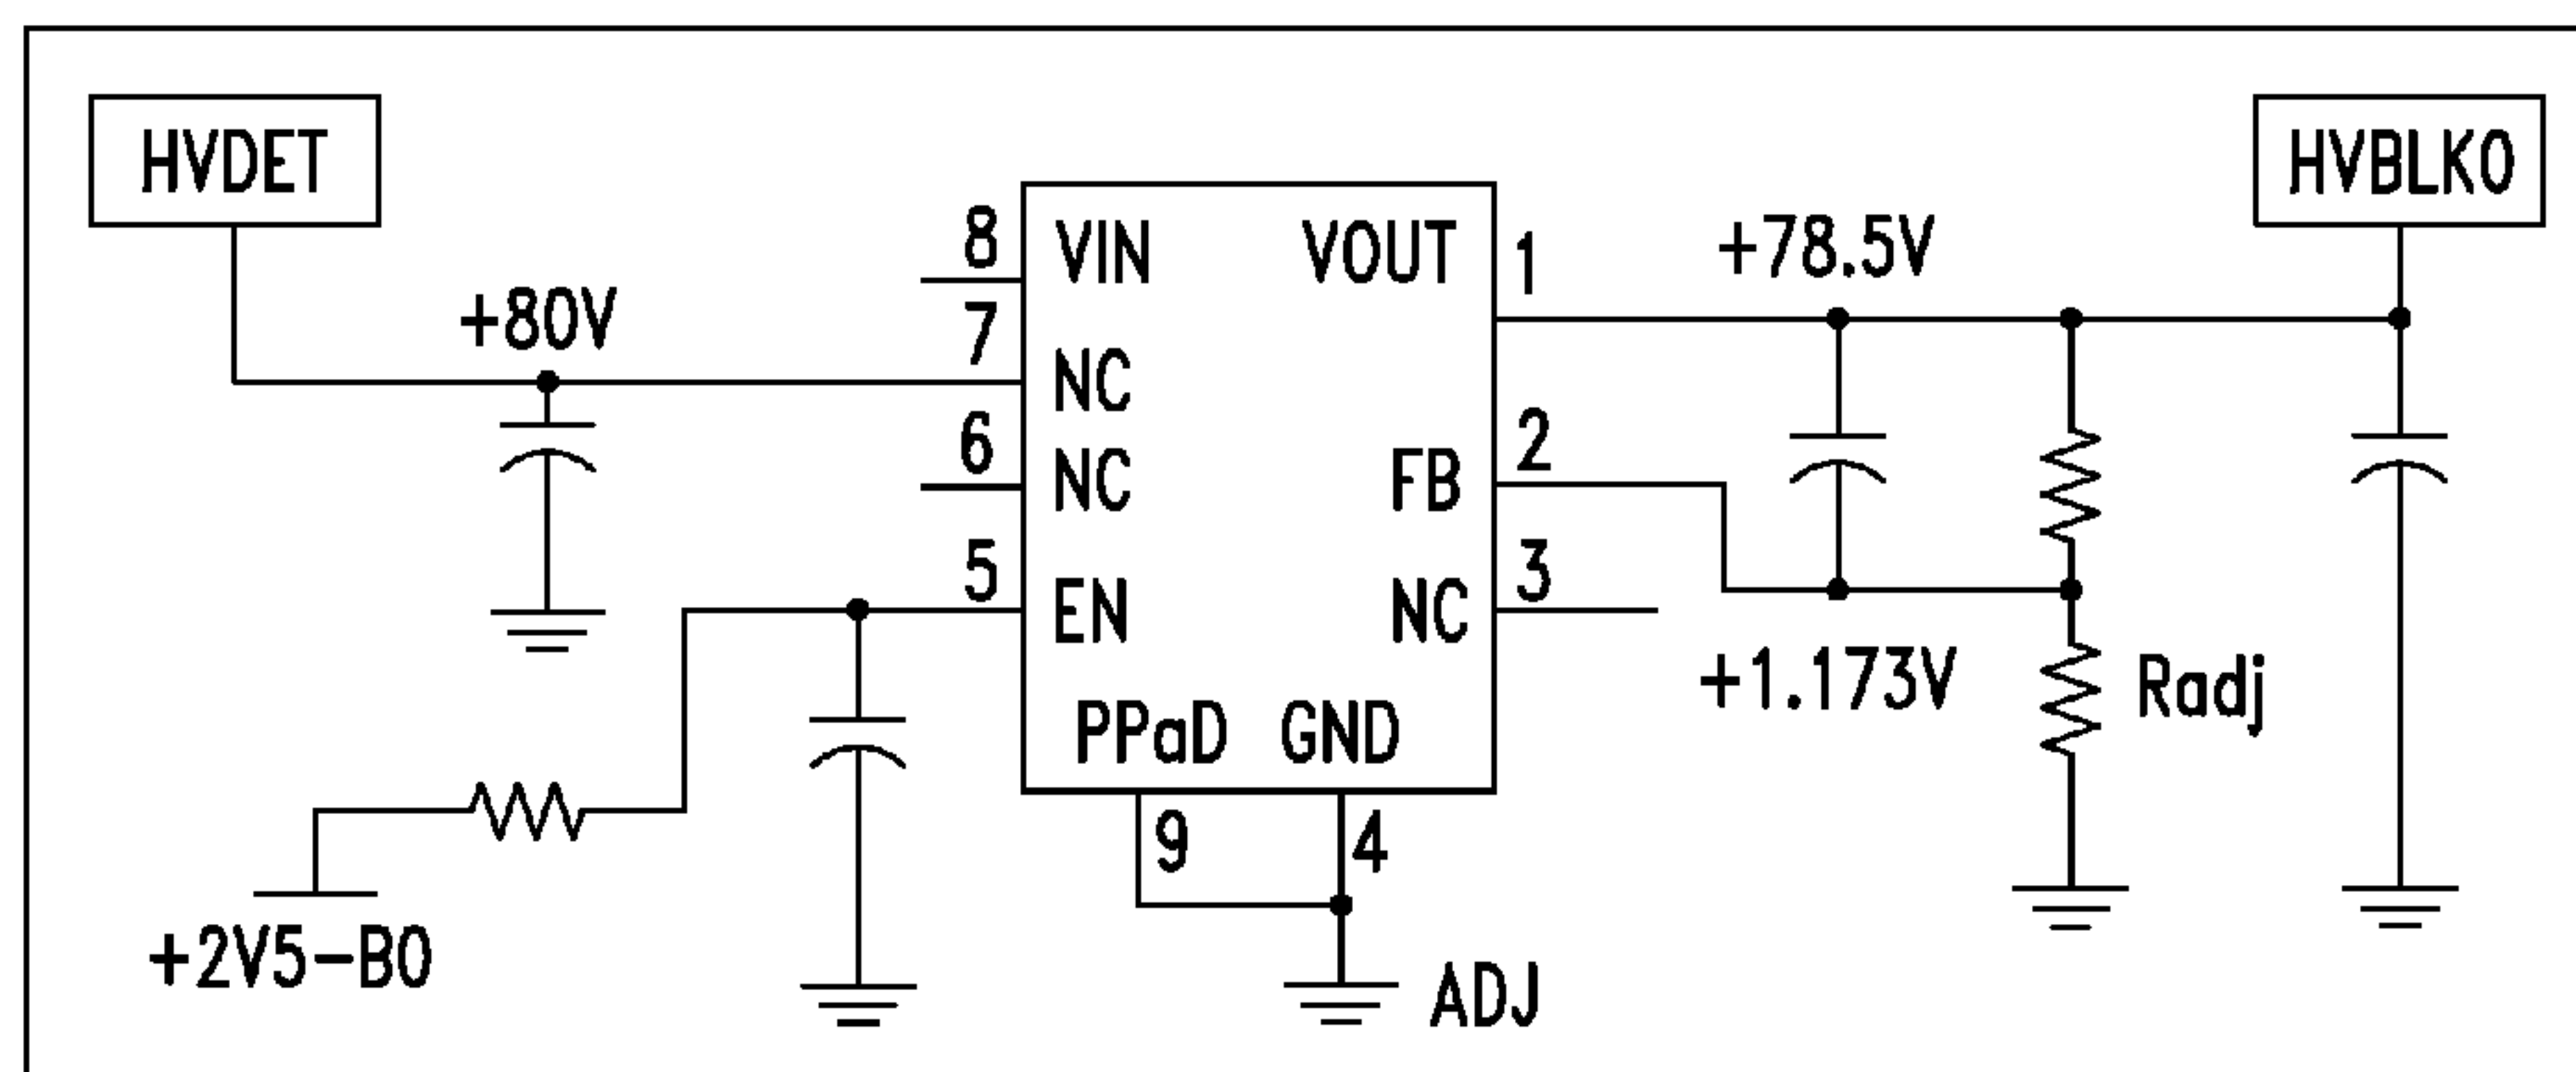 HVDET
HVBLK0
+80V
8 VIN VOUT 1
+78.5V
7 NC
6 NC FB 2
5 EN NC 3
+1.173V
Radj
PPaD GND
9 4
+2V5-B0
ADJ